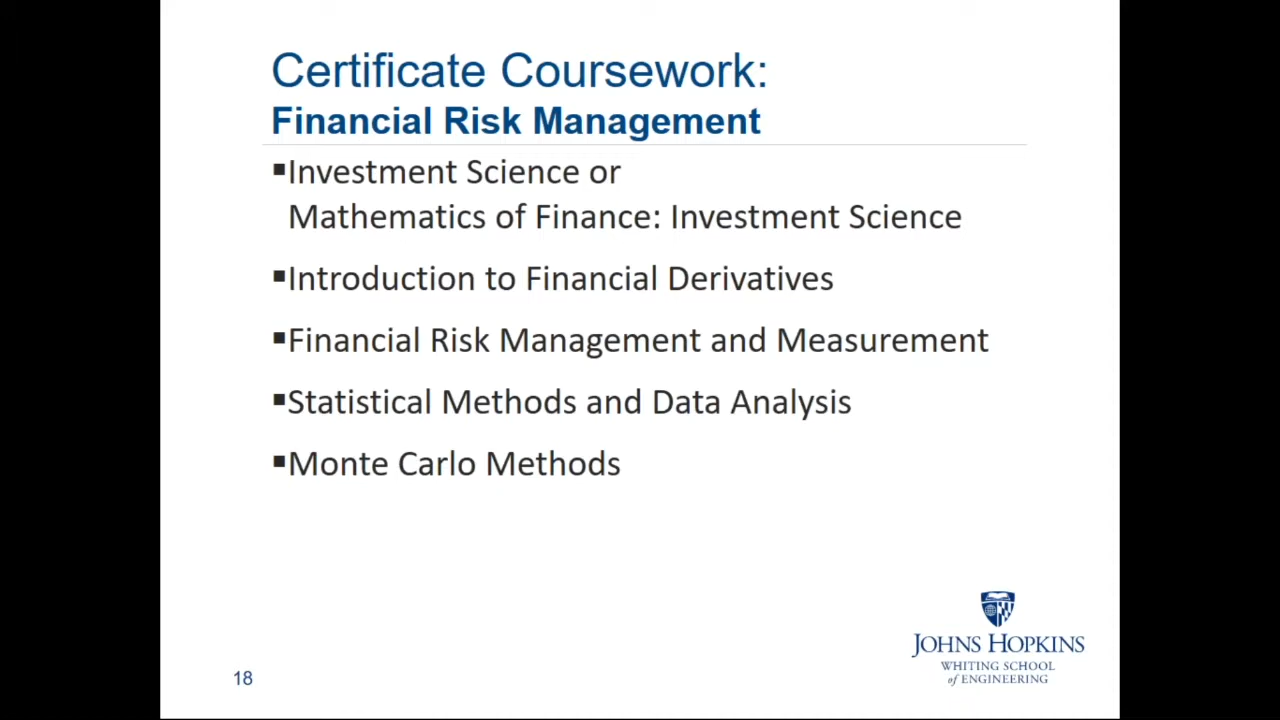 Certificate Coursework:
Financial Risk Management
▪Investment Science or
Mathematics of Finance: Investment Science
▪Introduction to Financial Derivatives
▪Financial Risk Management and Measurement
▪Statistical Methods and Data Analysis
▪Monte Carlo Methods
JOHNS HOPKINS
WHITING SCHOOL
of ENGINEERING
18